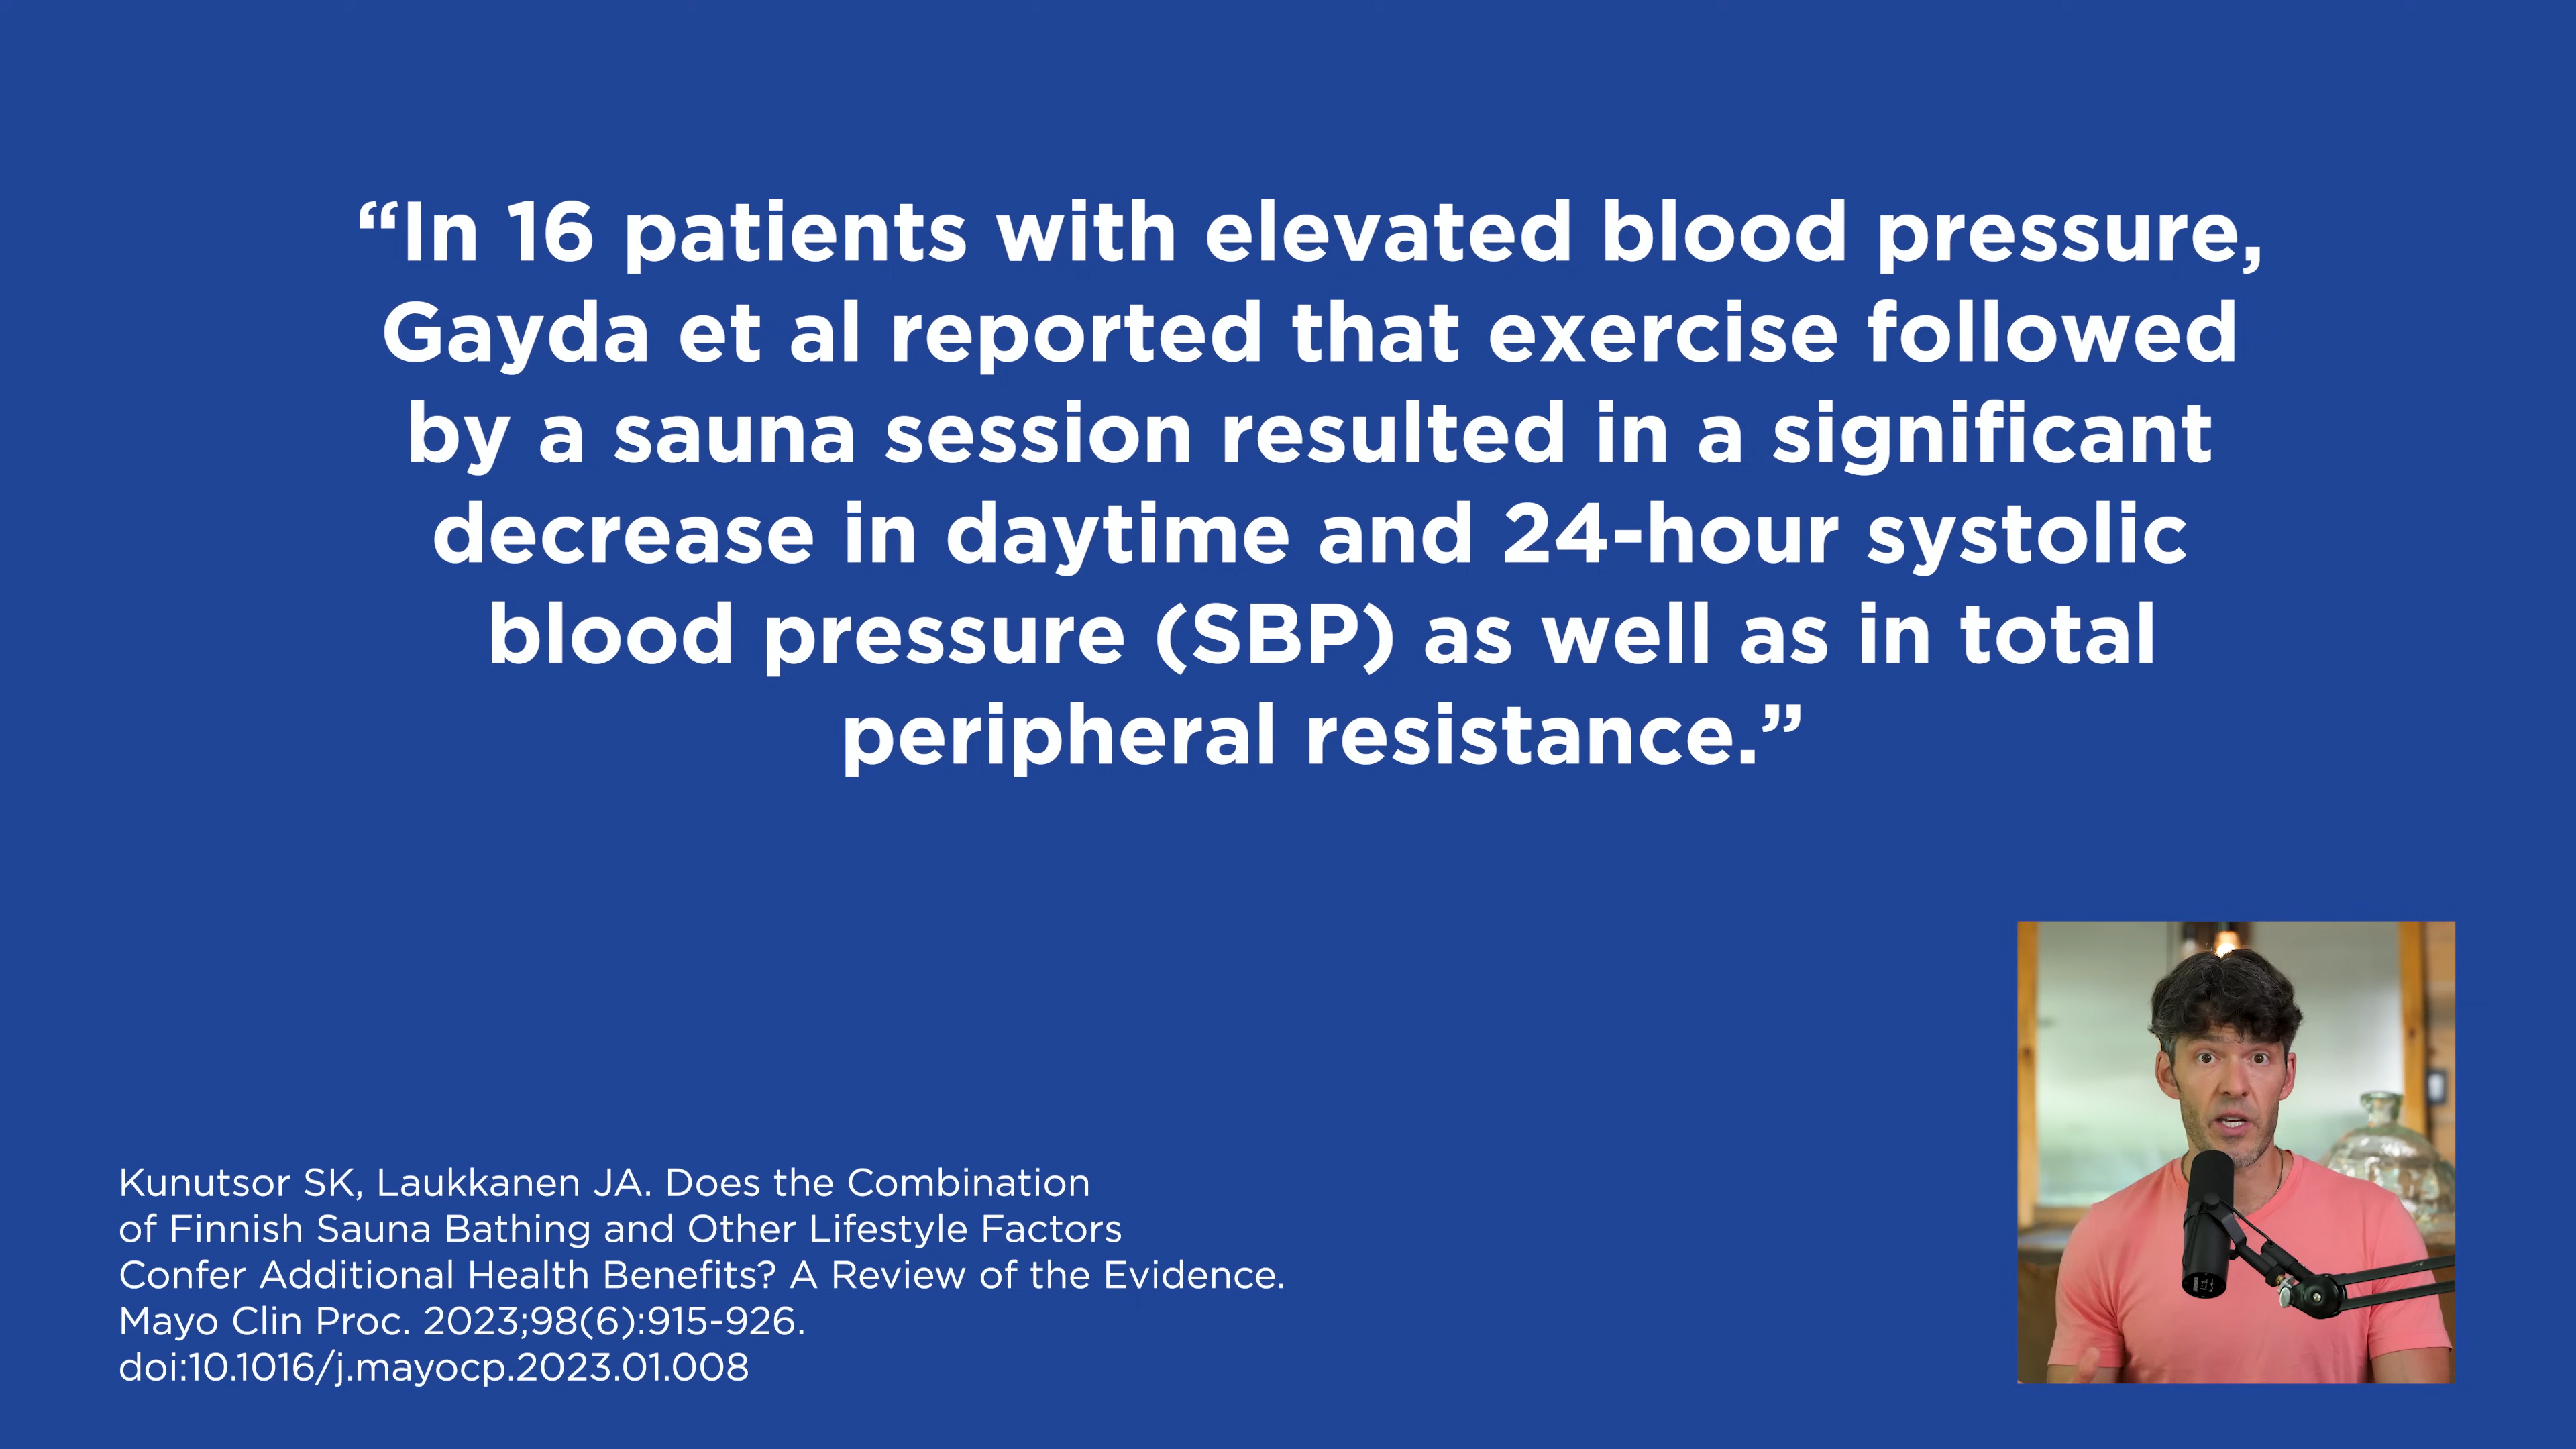 “In 16 patients with elevated blood pressure,
Gayda et al reported that exercise followed
by a sauna session resulted in a significant
decrease in daytime and 24-hour systolic
blood pressure (SBP) as well as in total
peripheral resistance.”
Kunutsor SK, Laukkanen JA. Does the Combination
of Finnish Sauna Bathing and Other Lifestyle Factors
Confer Additional Health Benefits? A Review of the Evidence.
Mayo Clin Proc. 2023;98(6):915-926.
doi:10.1016/j.mayocp.2023.01.008